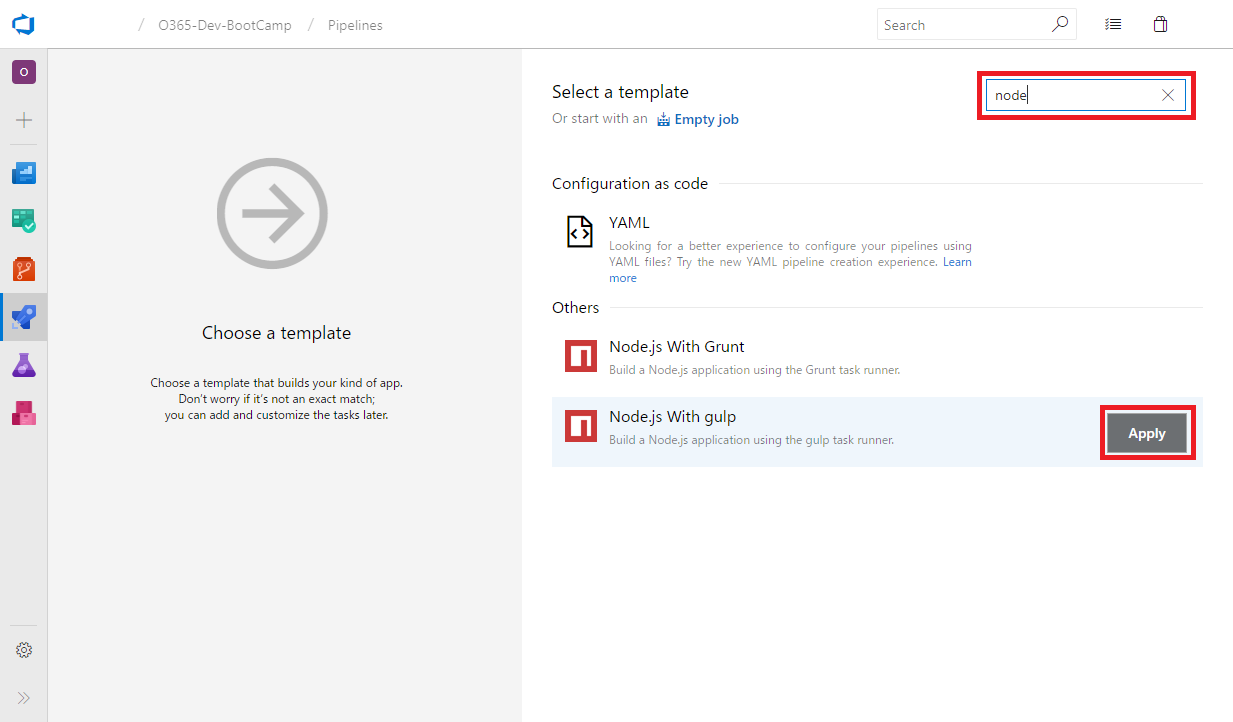 / O365-Dev-BootCamp / Pipelines
Search
O
Select a template
node
Or start with an Empty job
Configuration as code
YAML
Looking for a better experience to configure your pipelines using
YAML files? Try the new YAML pipeline creation experience. Learn
more
Others
Choose a template
Choose a template that builds your kind of app.
Don't worry if it's not an exact match;
you can add and customize the tasks later.
Node.js With Grunt
Build a Node.js application using the Grunt task runner.
Node.js With gulp
Build a Node.js application using the gulp task runner.
Apply